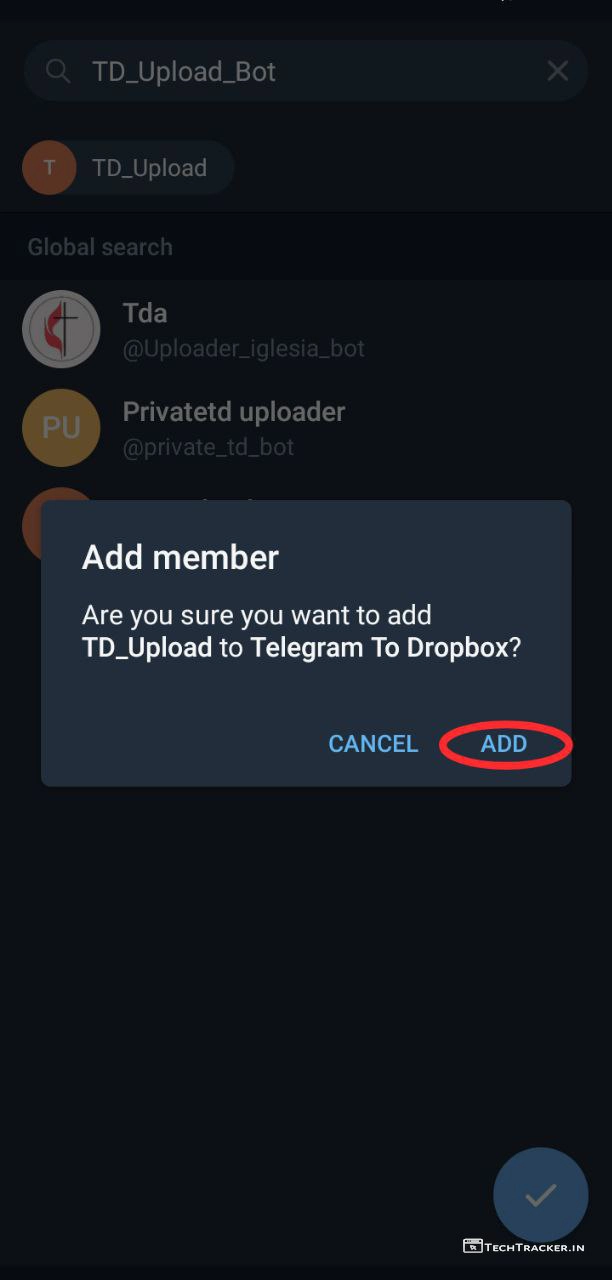 TD_Upload_Bot
T
TD_Upload
Global search
Tda
@Uploader_iglesia_bot
PU
Privatetd uploader
@private_td_bot
Add member
Are you sure you want to add
TD_Upload to Telegram To Dropbox?
CANCEL
ADD
TECHTRACKER.IN